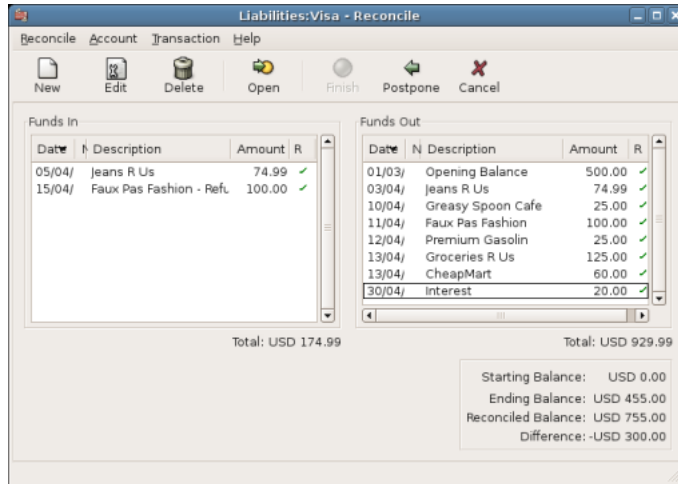 Liabilities:Visa - Reconcile
Reconcile Account Transaction Help
New Edit Delete Open Finish Postpone Cancel
Funds In
Date N Description Amount R
05/04/ Jeans R Us 74.99
15/04/ Faux Pas Fashion - Refu 100.00
Total: USD 174.99
Funds Out
Date N Description Amount R
01/03/ Opening Balance 500.00
03/04/ Jeans R Us 74.99
10/04/ Greasy Spoon Cafe 25.00
11/04/ Faux Pas Fashion 100.00
12/04/ Premium Gasolin 25.00
13/04/ Groceries R Us 125.00
13/04/ CheapMart 60.00
30/04/ Interest 20.00
Total: USD 929.99
Starting Balance: USD 0.00
Ending Balance: USD 455.00
Reconciled Balance: USD 755.00
Difference: -USD 300.00